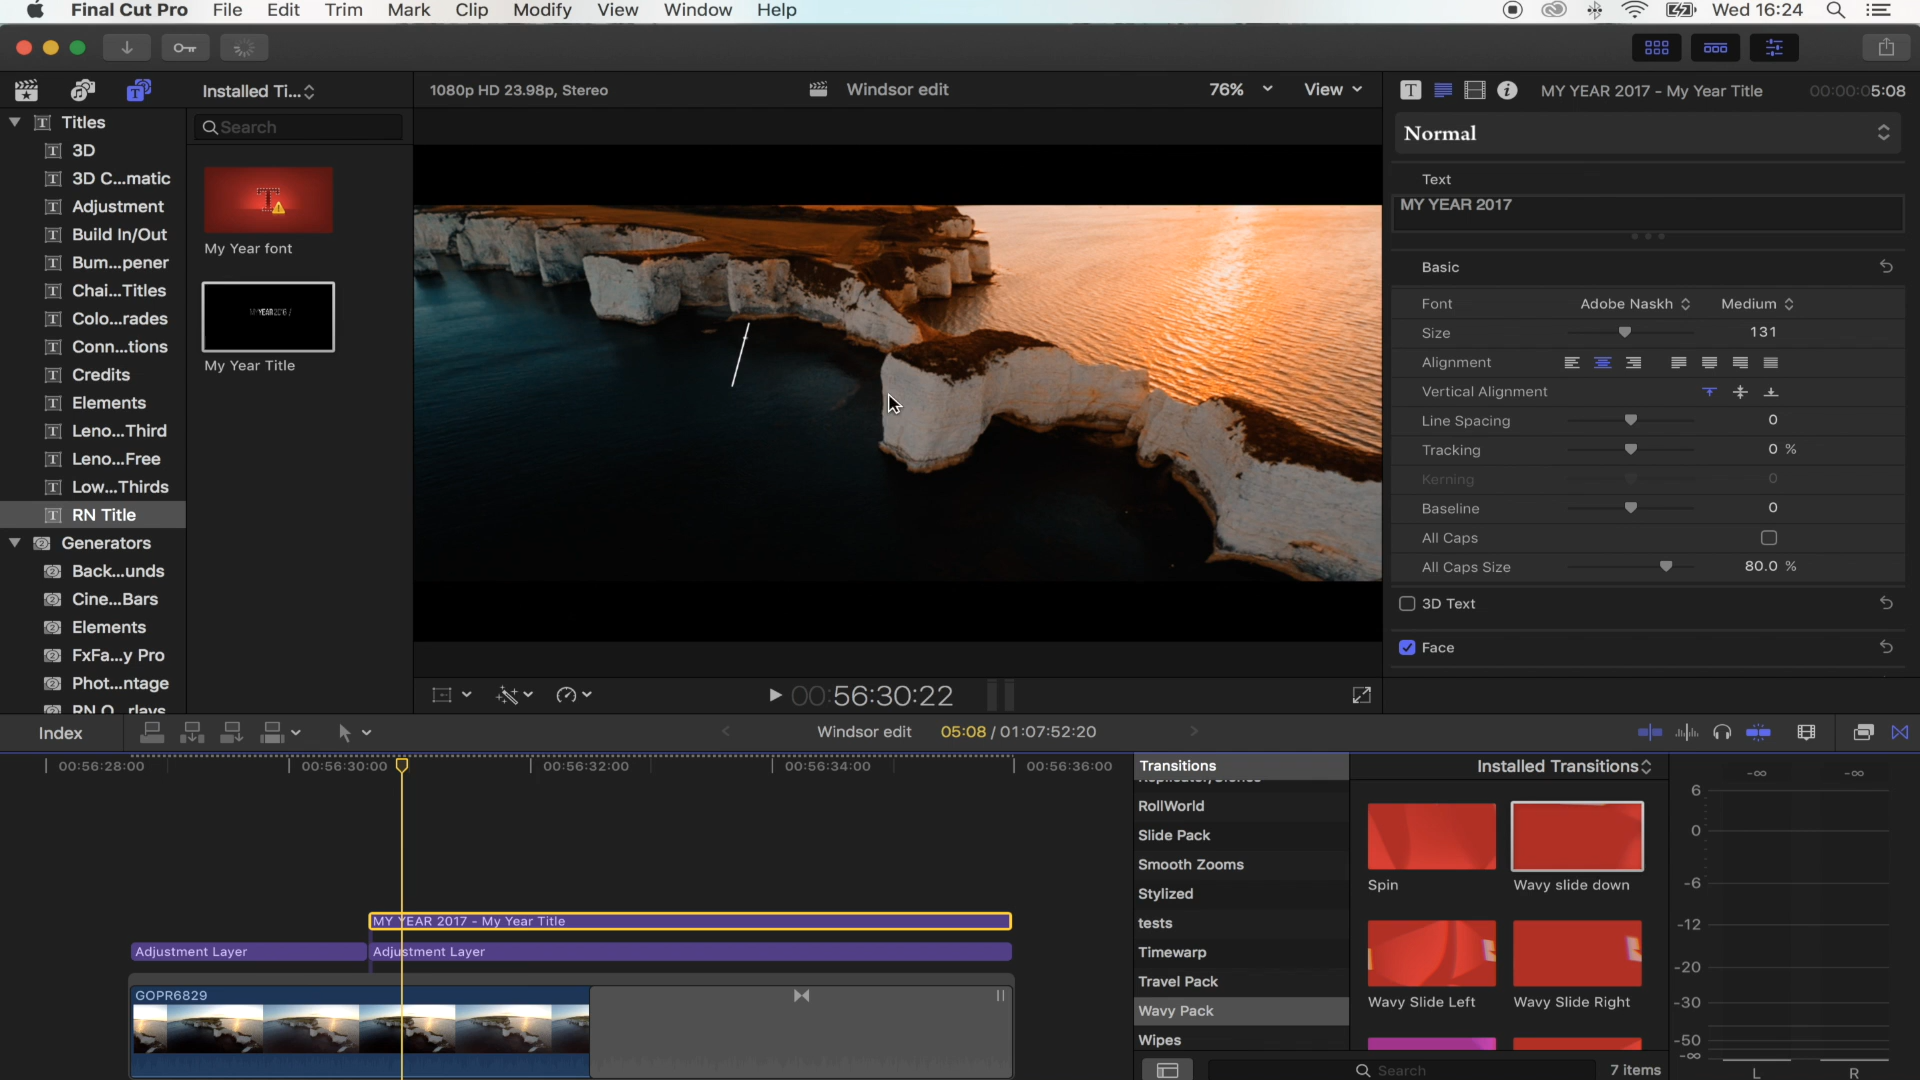 Final Cut Pro File Edit Trim Mark Clip Modify View Window Help Wed 16:24
Installed Ti... 1080p HD 23.98p, Stereo Windsor edit 76% View MY YEAR 2017 - My Year Title 00:00:05:08
Titles
3D
3D C...matic
Adjustment
Build In/Out
Bum...pener
Chai...Titles
Colo...rades
Conn...tions
Credits
Elements
Leno...Third
Leno...Free
Low...Thirds
RN Title
Generators
Back...unds
Cine...Bars
Elements
FxFa...y Pro
Phot...ntage
Search
My Year font
MY YEAR 2016 /
My Year Title
Normal
Text
MY YEAR 2017
Basic
Font Adobe Naskh Medium
Size 131
Alignment
Vertical Alignment
Line Spacing 0
Tracking 0 %
Kerning 0
Baseline 0
All Caps
All Caps Size 80.0 %
3D Text
Face
00:56:30:22
Index Windsor edit 05:08 / 01:07:52:20
00:56:28:00 00:56:30:00 00:56:32:00 00:56:34:00 00:56:36:00
MY YEAR 2017 - My Year Title
Adjustment Layer Adjustment Layer
GOPR6829
Transitions Installed Transitions
RollWorld
Slide Pack
Smooth Zooms
Stylized
tests
Timewarp
Travel Pack
Wavy Pack
Wipes
Spin Wavy slide down
Wavy Slide Left Wavy Slide Right
Search 7 items
-∞ -∞
6
0
-6
-12
-20
-30
-50
-∞
L R